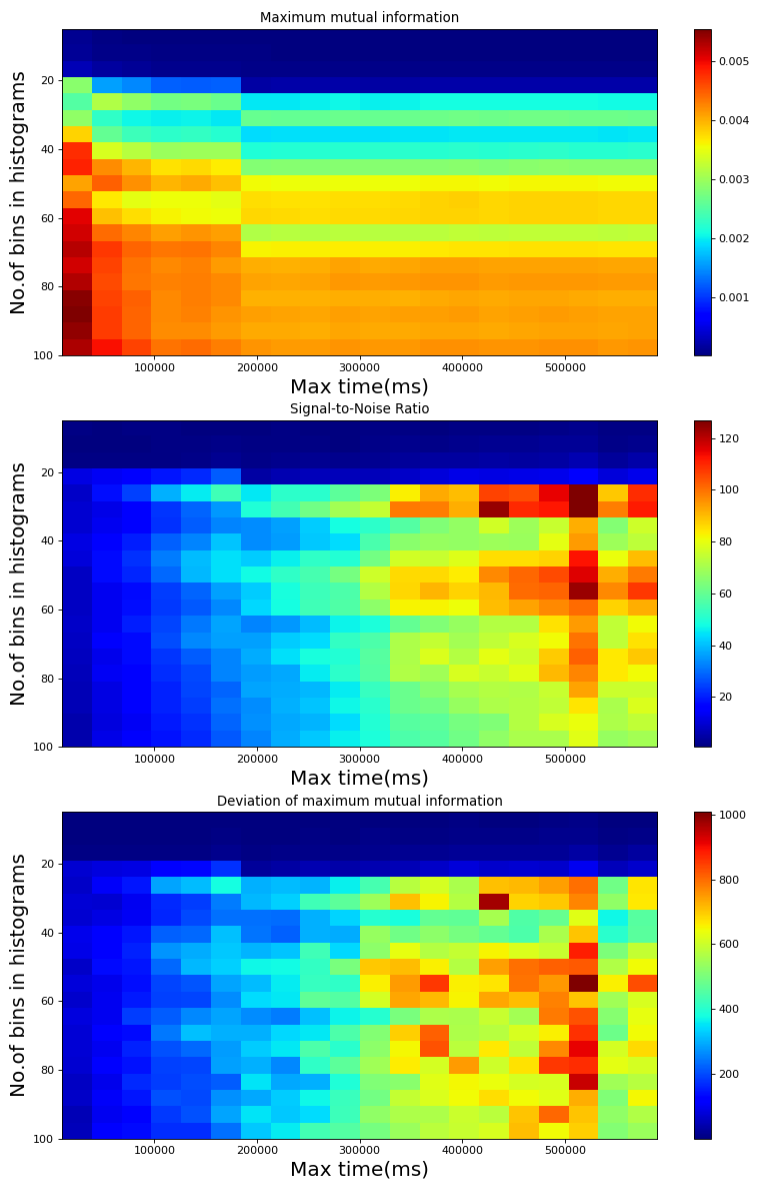 Maximum mutual information
No.of bins in histograms
20
40
60
80
100
100000 200000 300000 400000 500000
Max time(ms)
0.005
0.004
0.003
0.002
0.001
Signal-to-Noise Ratio
No.of bins in histograms
20
40
60
80
100
100000 200000 300000 400000 500000
Max time(ms)
120
100
80
60
40
20
Deviation of maximum mutual information
No.of bins in histograms
20
40
60
80
100
100000 200000 300000 400000 500000
Max time(ms)
1000
800
600
400
200